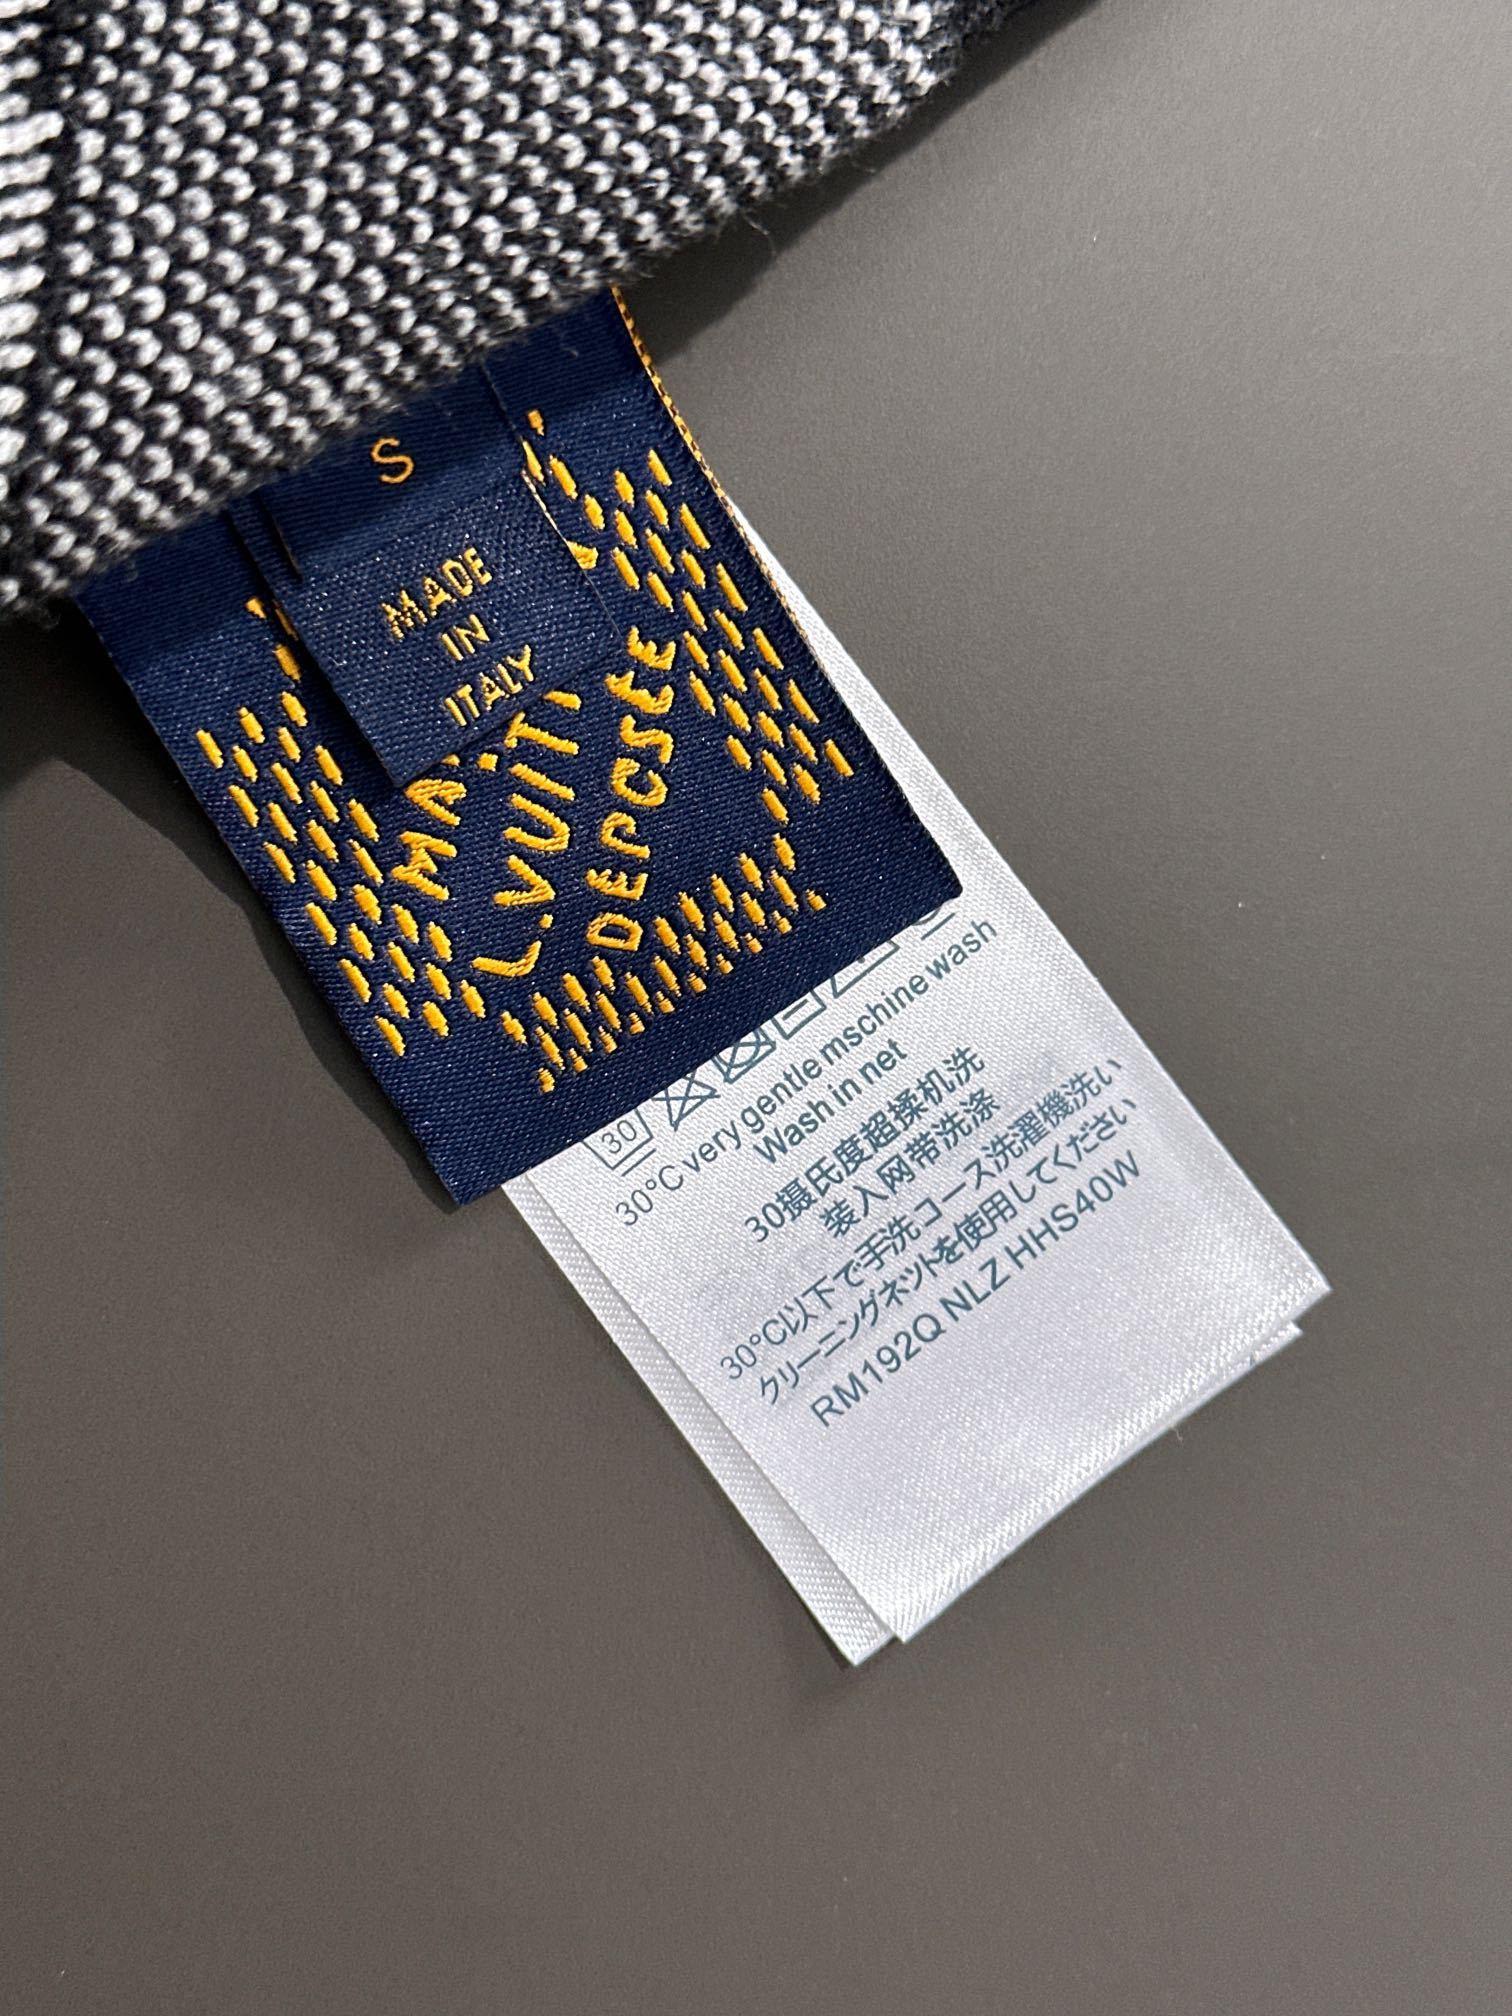 S
MADE
IN
ITALY
L.VUITT
DEPOSEE
30
30°C very gentle mschine wash
Wash in net
30摄氏度超揉机洗
装入网带洗涤
30°C以下で手洗コース洗濯機洗い
クリーニングネットを使用してください
RM192Q NLZ HHS40W